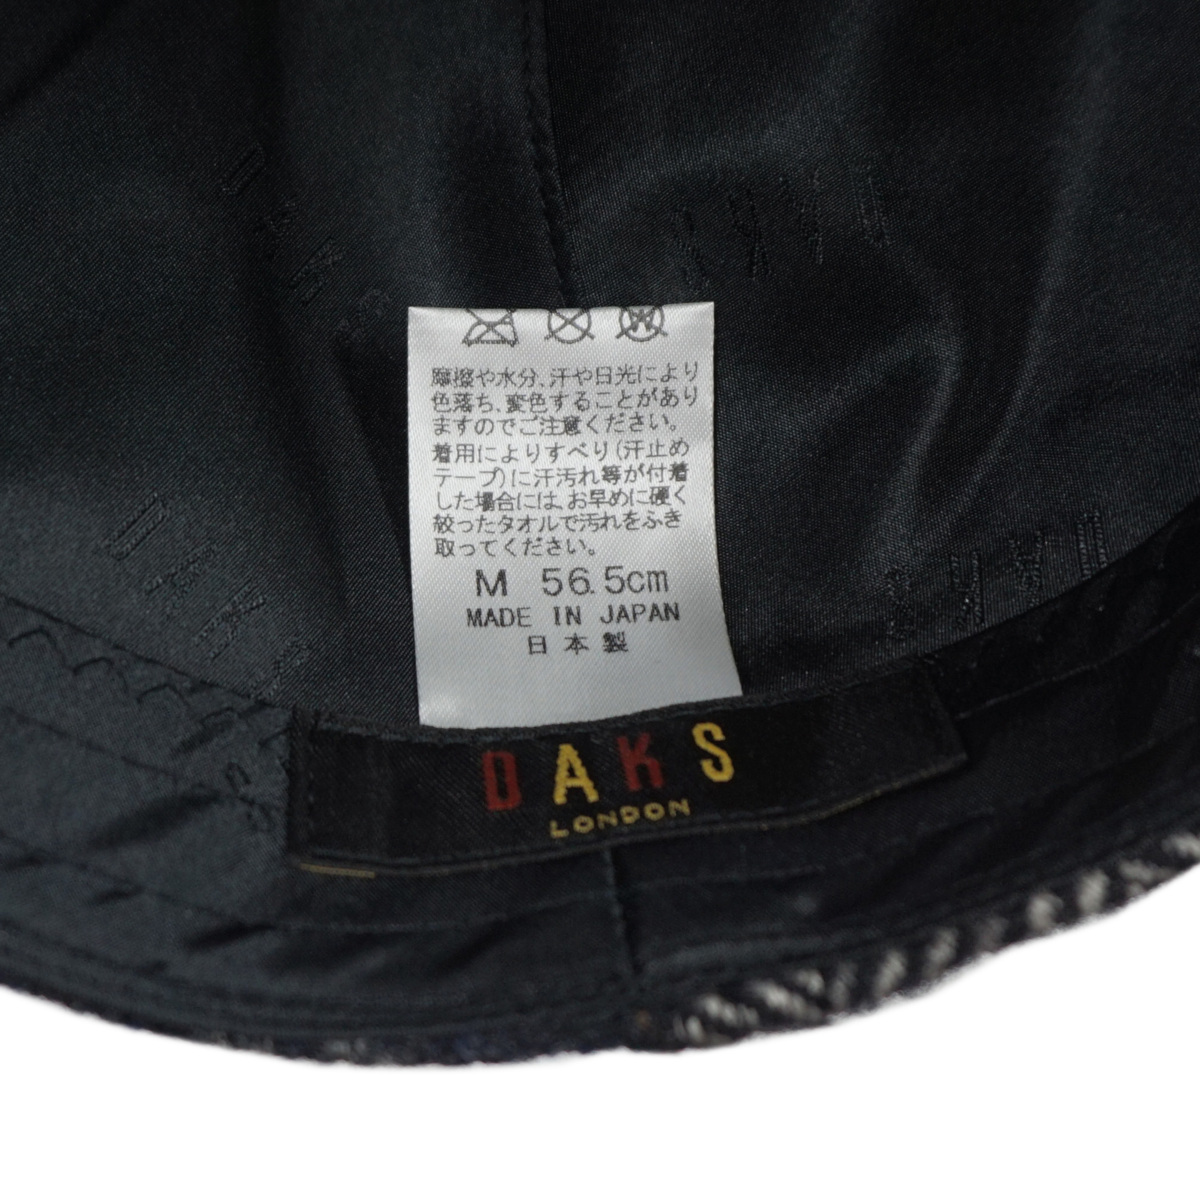 摩擦や水分、汗や日光により
色落ち、変色することがあり
ますのでご注意ください。
着用によりすべり(汗止め
テープ)に汗汚れ等が付着
した場合には、お早めに硬く
絞ったタオルで汚れをふき
取ってください。
M 56.5cm
MADE IN JAPAN
日本製
DAKS
LONDON